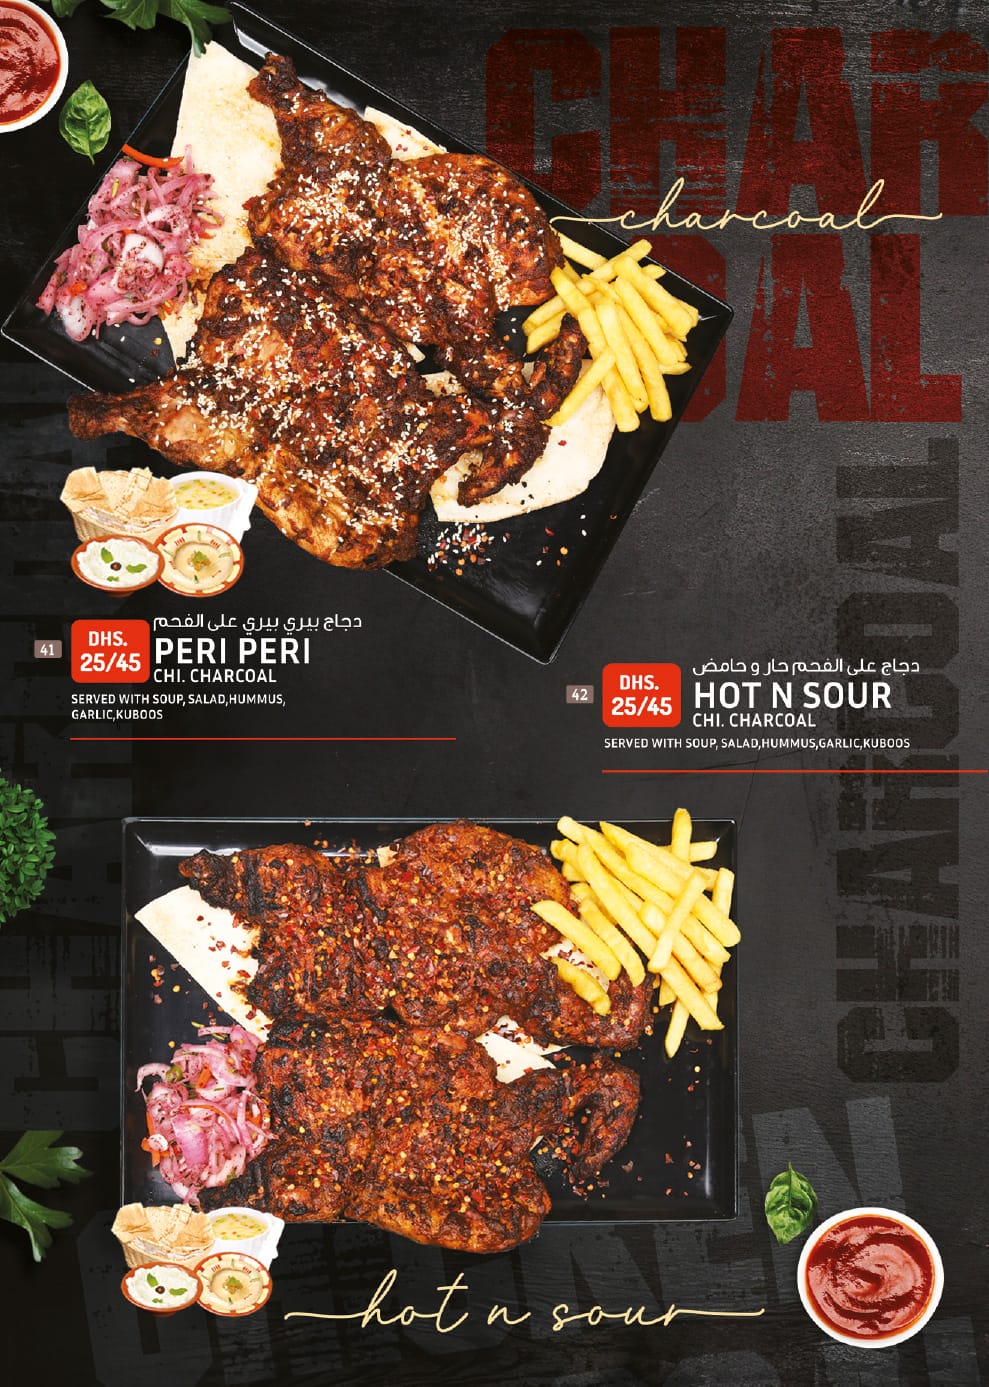 CHAR
COAL
charcoal
CHARCOAL
41
DHS.
25/45
دجاج بيري بيري على الفحم
PERI PERI
CHI. CHARCOAL
SERVED WITH SOUP, SALAD,HUMMUS,
GARLIC,KUBOOS
42
DHS.
25/45
دجاج على الفحم حار و حامض
HOT N SOUR
CHI. CHARCOAL
SERVED WITH SOUP, SALAD,HUMMUS,GARLIC,KUBOOS
CHICKEN
hot n sour